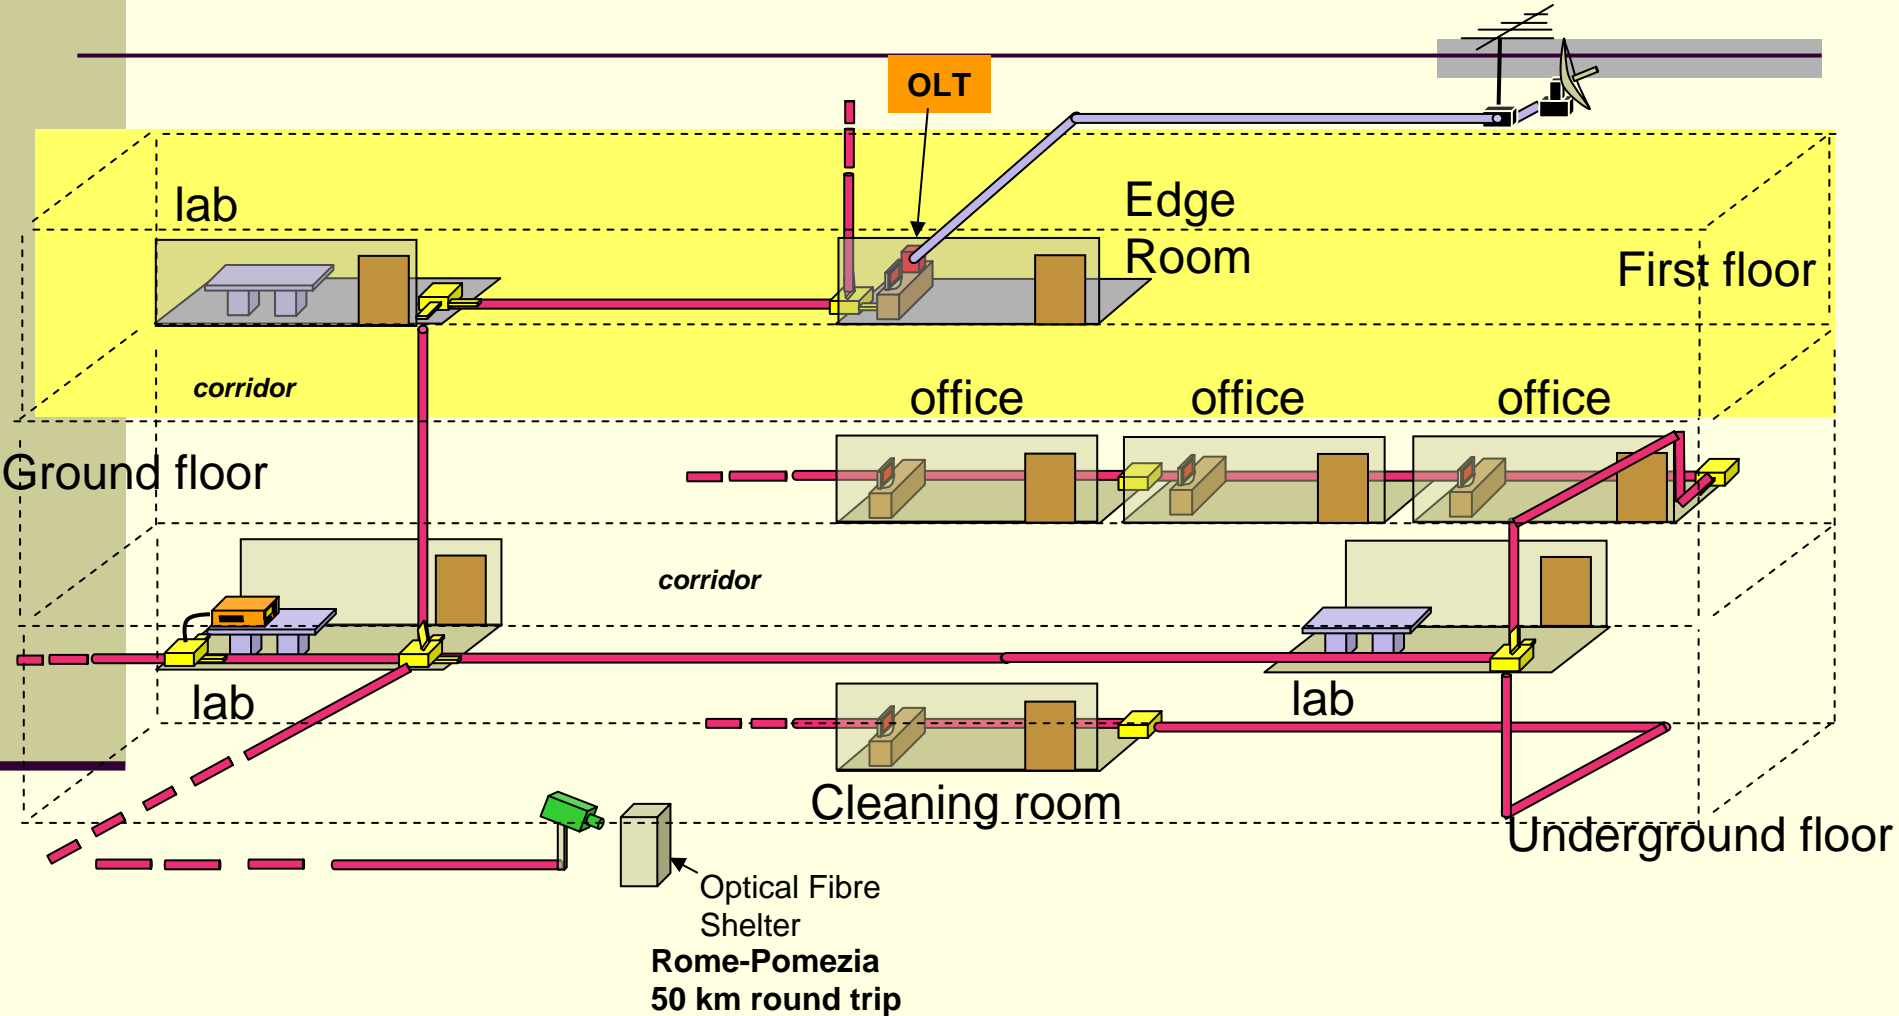 OLT
lab
Edge
Room
First floor
corridor
office
office
office
Ground floor
corridor
lab
lab
Cleaning room
Underground floor
Optical Fibre
Shelter
Rome-Pomezia
50 km round trip